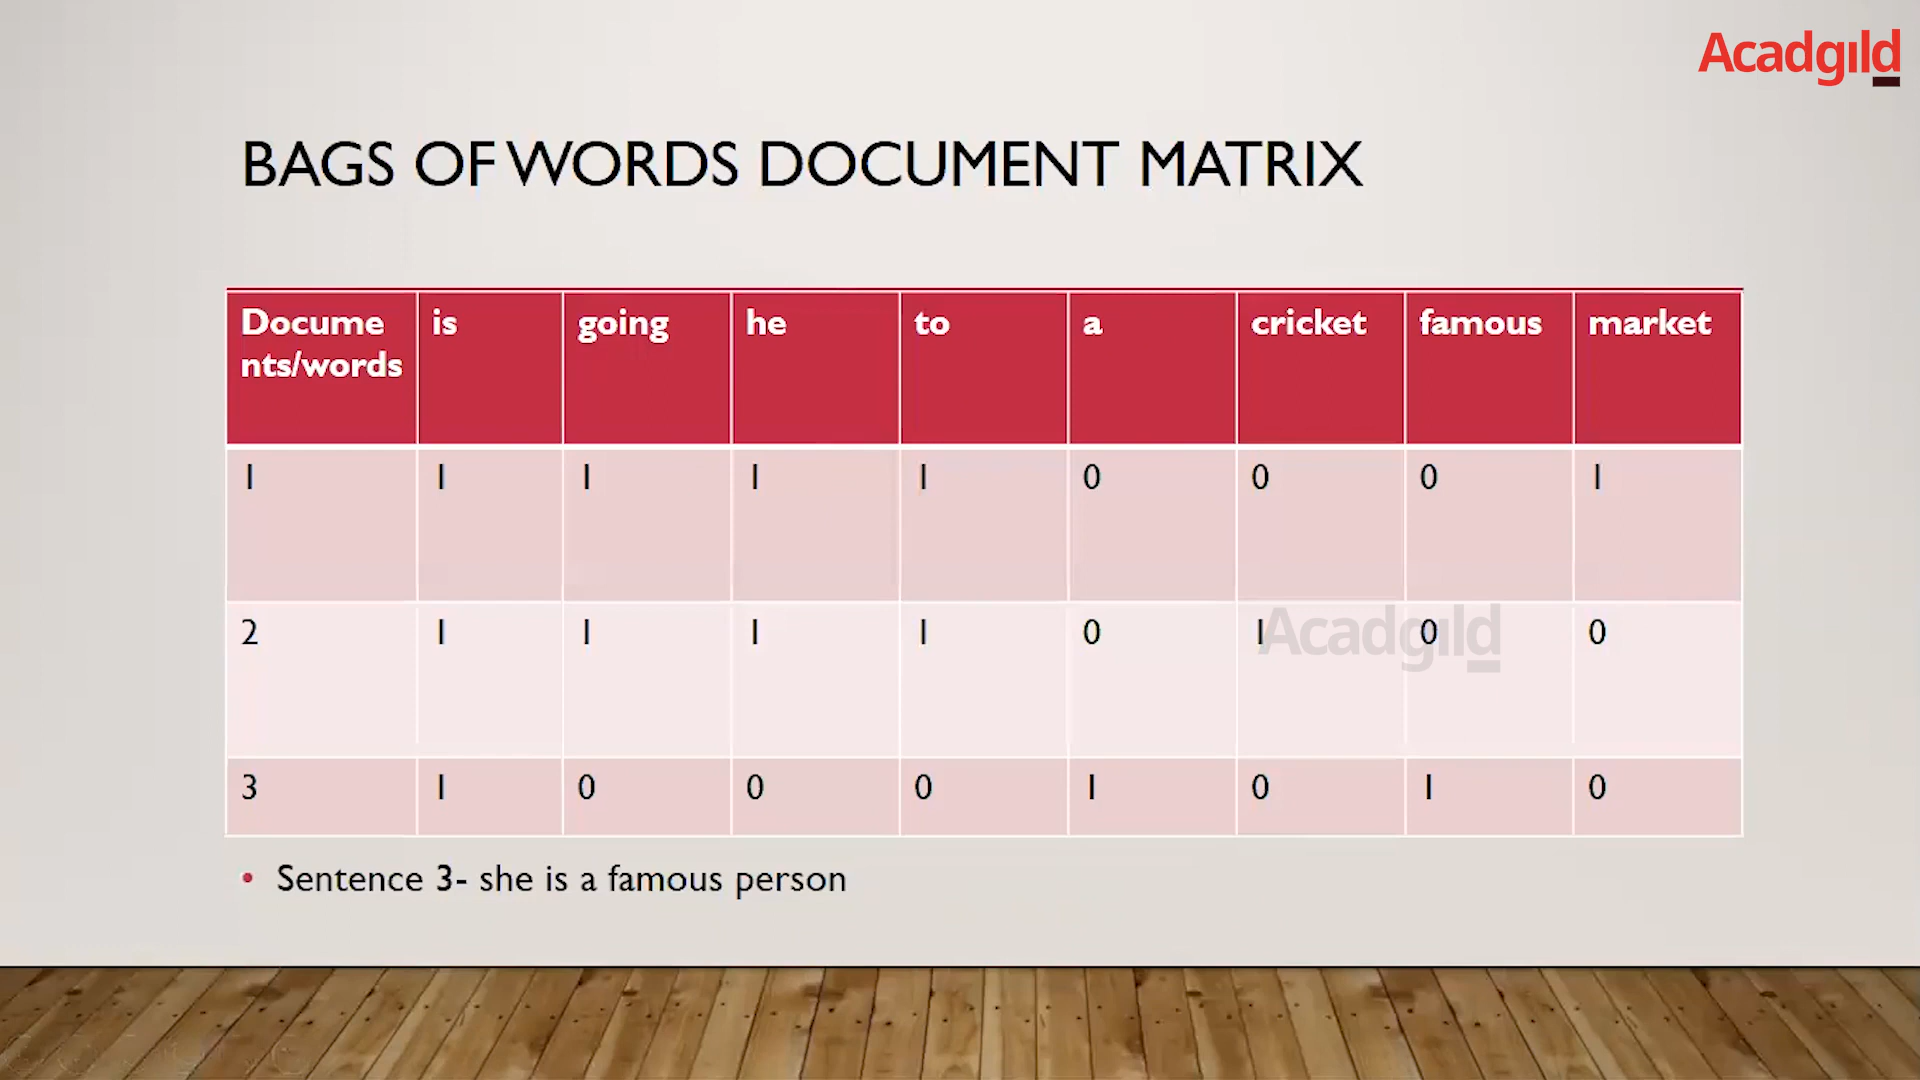 Acadgıld
BAGS OF WORDS DOCUMENT MATRIX
Docume
nts/words is going he to a cricket famous market
1 1 1 1 1 0 0 0 1
2 1 1 1 1 0 1 0 0
Acadgıld
3 1 0 0 0 1 0 1 0
• Sentence 3- she is a famous person